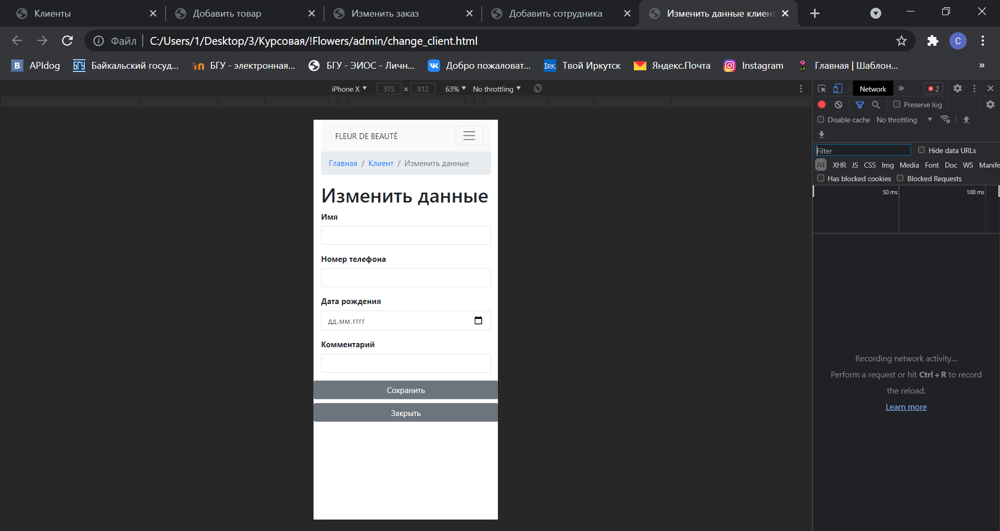 Клиенты
Добавить товар
Изменить заказ
Добавить сотрудника
Изменить данные клиен
Файл
C:/Users/1/Desktop/3/Курсовая/!Flowers/admin/change_client.html
C
B APIdog
БГУ Байкальский госуд...
БГУ - электронная...
БГУ - ЭИОС - Личн...
Добро пожаловат...
IRK. Твой Иркутск
Яндекс.Почта
Instagram
Главная | Шаблон...
»
iPhone X
375 × 812
63%
No throttling
Network
»
2
Preserve log
Disable cache
No throttling
Filter
Hide data URLs
All XHR JS CSS Img Media Font Doc WS Manife
Has blocked cookies
Blocked Requests
50 ms
100 ms
Recording network activity...
Perform a request or hit Ctrl + R to record
the reload.
Learn more
FLEUR DE BEAUTÉ
Главная / Клиент / Изменить данные
Изменить данные
Имя
Номер телефона
Дата рождения
дд.мм.гггг
Комментарий
Сохранить
Закрыть